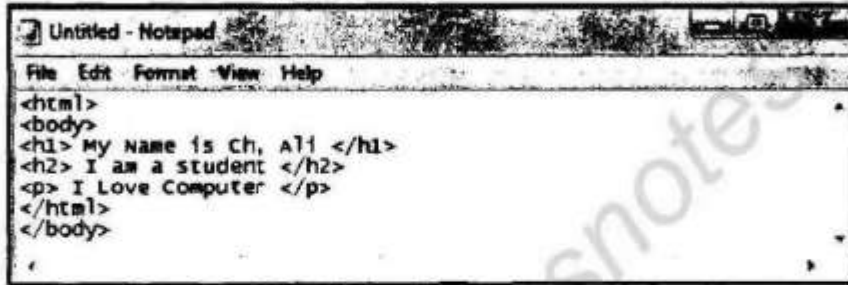 Untitled - Notepad
File Edit Format View Help
<html>
<body>
<h1> My Name is Ch, Ali </h1>
<h2> I am a student </h2>
<p> I Love Computer </p>
</html>
</body>
snotes